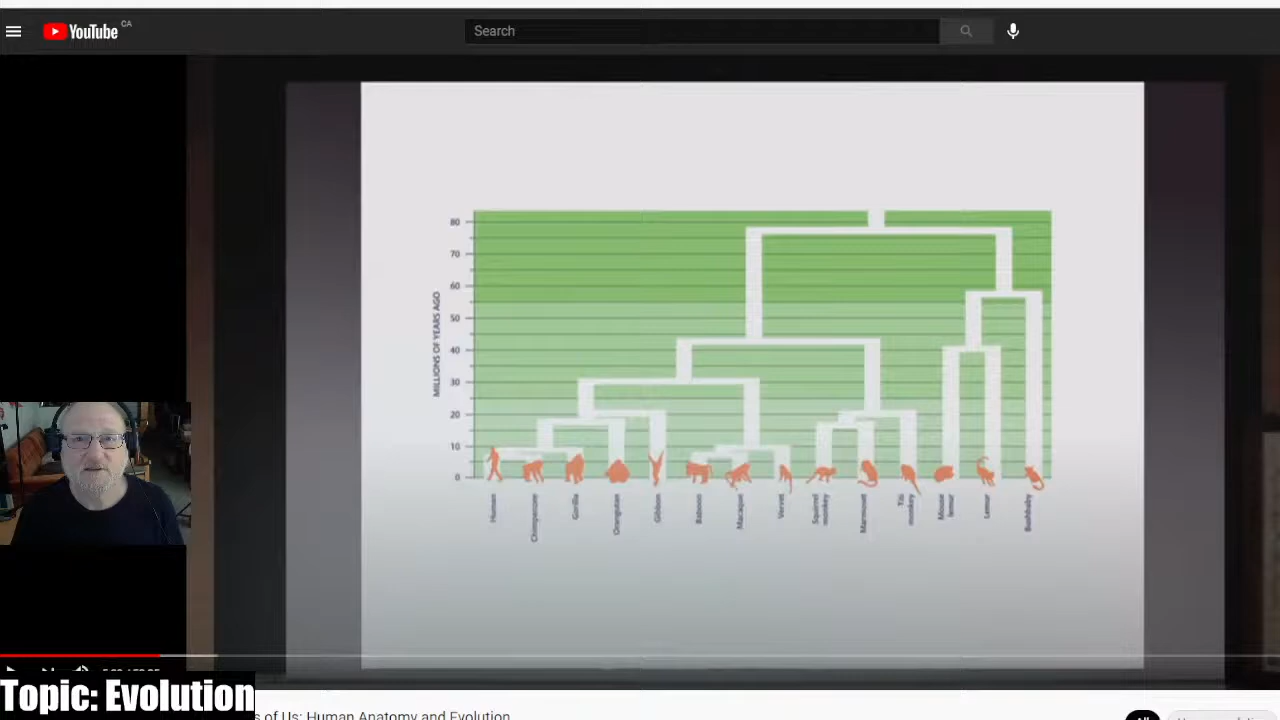 YouTube CA
Search
80
70
60
50
40
30
20
10
0
MILLIONS OF YEARS AGO
Human
Chimpanzee
Gorilla
Orangutan
Gibbon
Baboon
Macaque
Vervet
Squirrel
monkey
Marmoset
Titi
monkey
Mouse
lemur
Lemur
Bushbaby
Topic: Evolution
s of Us: Human Anatomy and Evolution
All